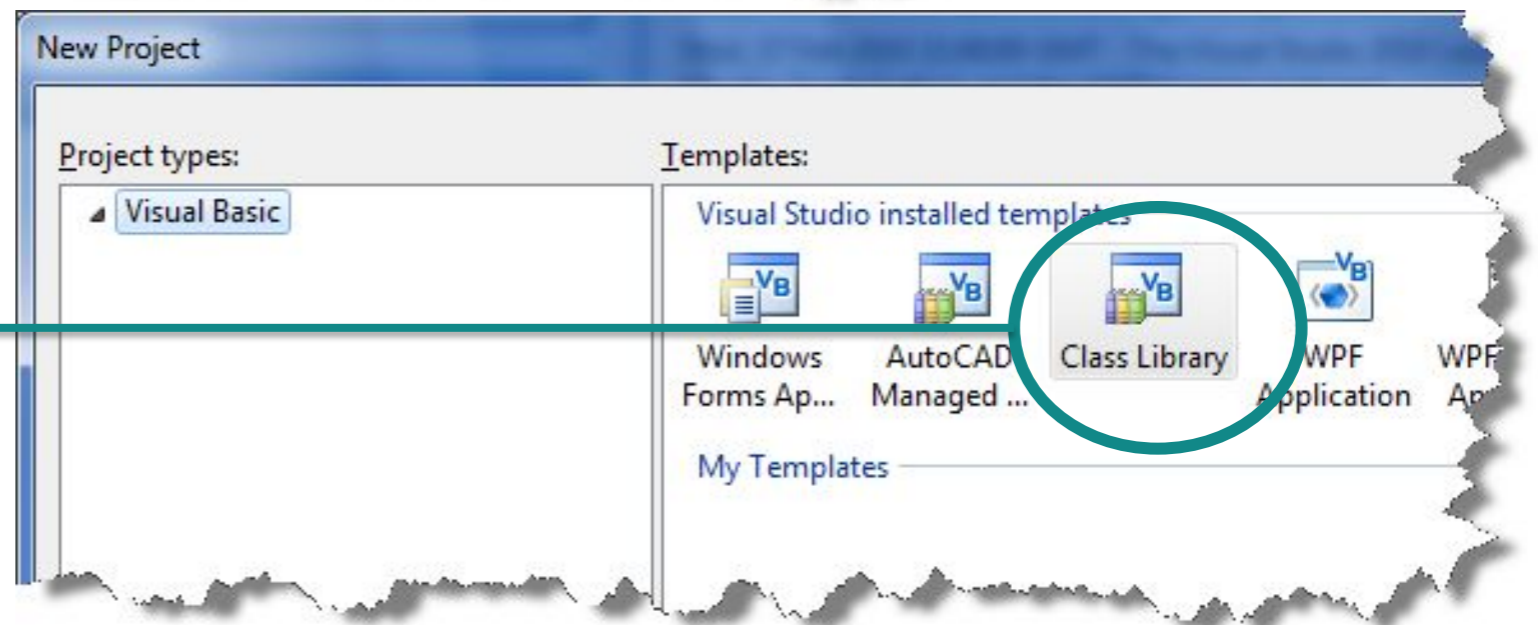 New Project
Project types:
Templates:
Visual Basic
Visual Studio installed templates
VB
VB
VB
VB
Windows
Forms Ap...
AutoCAD
Managed ...
Class Library
WPF
Application
WPF
My Templates